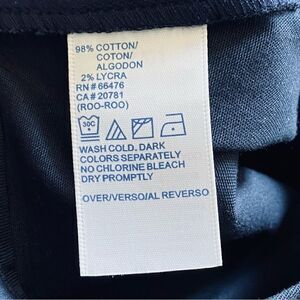 98% COTTON/
COTON/
ALGODON
2% LYCRA
RN # 66476
CA # 20781
(ROO-ROO)
30C
WASH COLD, DARK
COLORS SEPARATELY
NO CHLORINE BLEACH
DRY PROMPTLY
OVER/VERSO/AL REVERSO